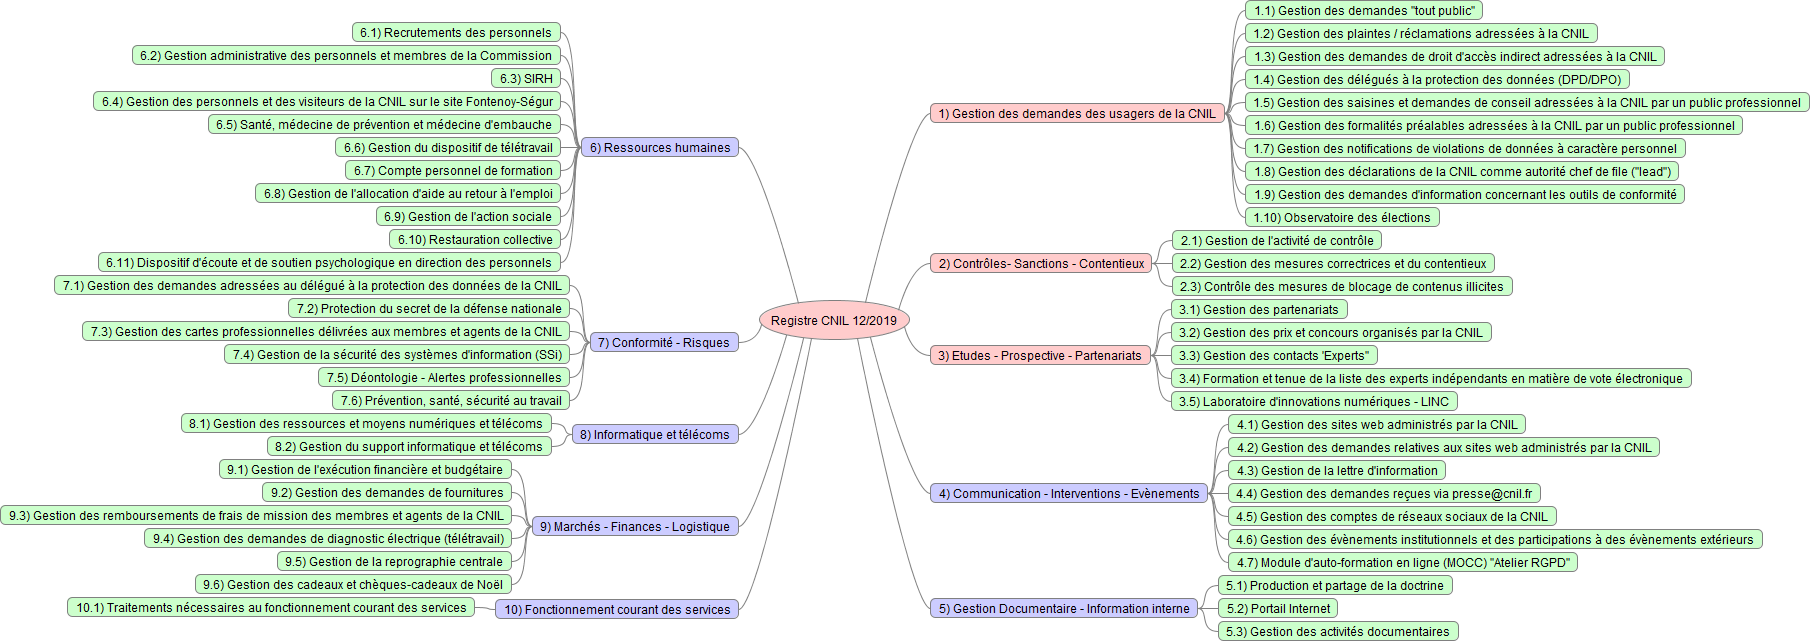 Registre CNIL 12/2019
1) Gestion des demandes des usagers de la CNIL
1.1) Gestion des demandes "tout public"
1.2) Gestion des plaintes / réclamations adressées à la CNIL
1.3) Gestion des demandes de droit d'accès indirect adressées à la CNIL
1.4) Gestion des délégués à la protection des données (DPD/DPO)
1.5) Gestion des saisines et demandes de conseil adressées à la CNIL par un public professionnel
1.6) Gestion des formalités préalables adressées à la CNIL par un public professionnel
1.7) Gestion des notifications de violations de données à caractère personnel
1.8) Gestion des déclarations de la CNIL comme autorité chef de file ("lead")
1.9) Gestion des demandes d'information concernant les outils de conformité
1.10) Observatoire des élections
2) Contrôles- Sanctions - Contentieux
2.1) Gestion de l'activité de contrôle
2.2) Gestion des mesures correctrices et du contentieux
2.3) Contrôle des mesures de blocage de contenus illicites
3) Etudes - Prospective - Partenariats
3.1) Gestion des partenariats
3.2) Gestion des prix et concours organisés par la CNIL
3.3) Gestion des contacts 'Experts"
3.4) Formation et tenue de la liste des experts indépendants en matière de vote électronique
3.5) Laboratoire d'innovations numériques - LINC
4) Communication - Interventions - Evènements
4.1) Gestion des sites web administrés par la CNIL
4.2) Gestion des demandes relatives aux sites web administrés par la CNIL
4.3) Gestion de la lettre d'information
4.4) Gestion des demandes reçues via presse@cnil.fr
4.5) Gestion des comptes de réseaux sociaux de la CNIL
4.6) Gestion des évènements institutionnels et des participations à des évènements extérieurs
4.7) Module d'auto-formation en ligne (MOCC) "Atelier RGPD"
5) Gestion Documentaire - Information interne
5.1) Production et partage de la doctrine
5.2) Portail Internet
5.3) Gestion des activités documentaires
6) Ressources humaines
6.1) Recrutements des personnels
6.2) Gestion administrative des personnels et membres de la Commission
6.3) SIRH
6.4) Gestion des personnels et des visiteurs de la CNIL sur le site Fontenoy-Ségur
6.5) Santé, médecine de prévention et médecine d'embauche
6.6) Gestion du dispositif de télétravail
6.7) Compte personnel de formation
6.8) Gestion de l'allocation d'aide au retour à l'emploi
6.9) Gestion de l'action sociale
6.10) Restauration collective
6.11) Dispositif d'écoute et de soutien psychologique en direction des personnels
7) Conformité - Risques
7.1) Gestion des demandes adressées au délégué à la protection des données de la CNIL
7.2) Protection du secret de la défense nationale
7.3) Gestion des cartes professionnelles délivrées aux membres et agents de la CNIL
7.4) Gestion de la sécurité des systèmes d'information (SSi)
7.5) Déontologie - Alertes professionnelles
7.6) Prévention, santé, sécurité au travail
8) Informatique et télécoms
8.1) Gestion des ressources et moyens numériques et télécoms
8.2) Gestion du support informatique et télécoms
9) Marchés - Finances - Logistique
9.1) Gestion de l'exécution financière et budgétaire
9.2) Gestion des demandes de fournitures
9.3) Gestion des remboursements de frais de mission des membres et agents de la CNIL
9.4) Gestion des demandes de diagnostic électrique (télétravail)
9.5) Gestion de la reprographie centrale
9.6) Gestion des cadeaux et chèques-cadeaux de Noël
10) Fonctionnement courant des services
10.1) Traitements nécessaires au fonctionnement courant des services